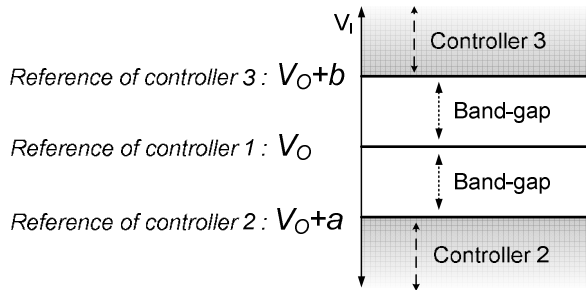 V_I
Controller 3
Reference of controller 3 : V_O+b
Band-gap
Reference of controller 1 : V_O
Band-gap
Reference of controller 2 : V_O+a
Controller 2